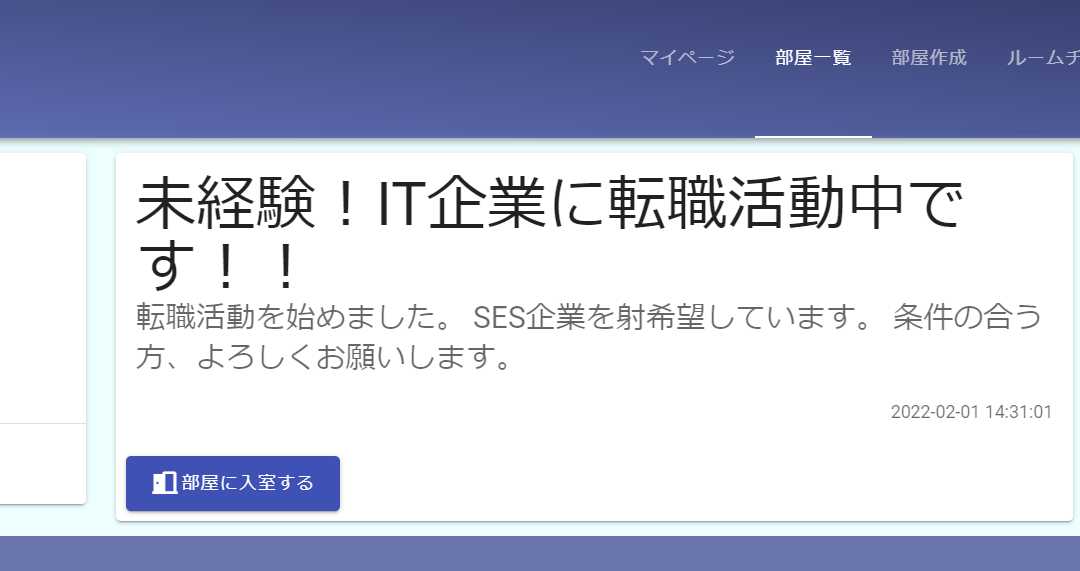 マイページ 部屋一覧 部屋作成 ルームチ
未経験！IT企業に転職活動中で
す！！
転職活動を始めました。 SES企業を射希望しています。 条件の合う
方、よろしくお願いします。
2022-02-01 14:31:01
部屋に入室する